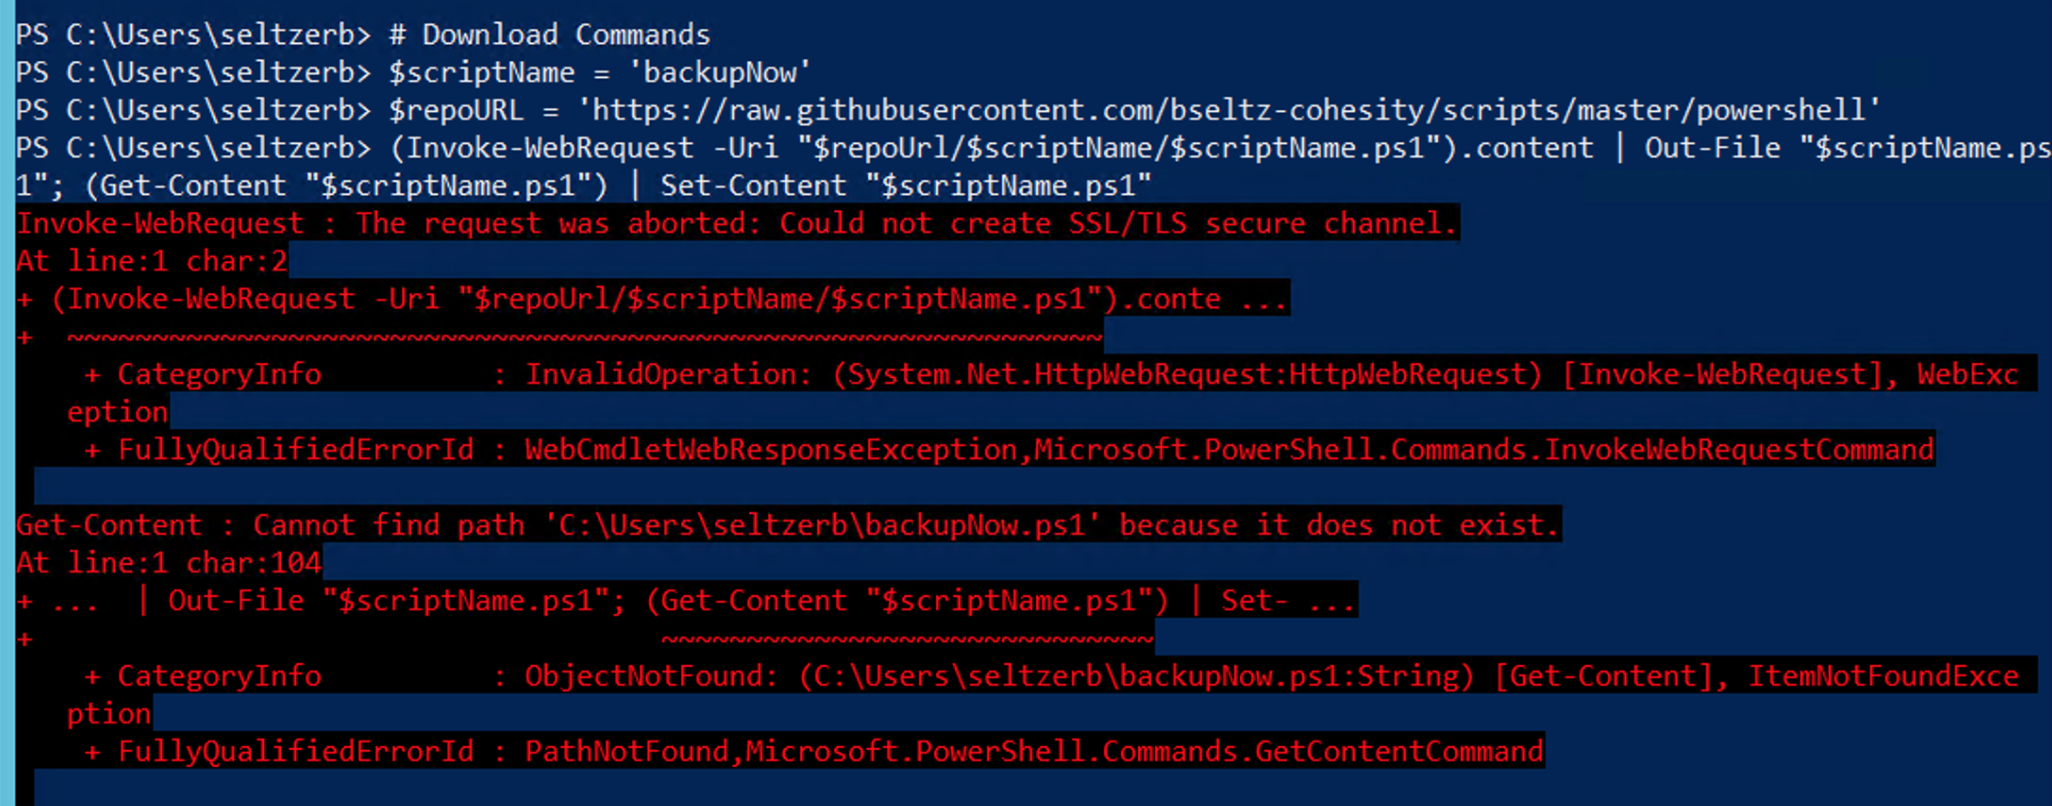 PS C:\Users\seltzerb> # Download Commands
PS C:\Users\seltzerb> $scriptName = 'backupNow'
PS C:\Users\seltzerb> $repoURL = 'https://raw.githubusercontent.com/bseltz-cohesity/scripts/master/powershell'
PS C:\Users\seltzerb> (Invoke-WebRequest -Uri "$repoUrl/$scriptName/$scriptName.ps1").content | Out-File "$scriptName.ps
1"; (Get-Content "$scriptName.ps1") | Set-Content "$scriptName.ps1"
Invoke-WebRequest : The request was aborted: Could not create SSL/TLS secure channel.
At line:1 char:2
+ (Invoke-WebRequest -Uri "$repoUrl/$scriptName/$scriptName.ps1").conte ...
+  ~~~~~~~~~~~~~~~~~~~~~~~~~~~~~~~~~~~~~~~~~~~~~~~~~~~~~~~~~~~~~
    + CategoryInfo          : InvalidOperation: (System.Net.HttpWebRequest:HttpWebRequest) [Invoke-WebRequest], WebExc
   eption
    + FullyQualifiedErrorId : WebCmdletWebResponseException,Microsoft.PowerShell.Commands.InvokeWebRequestCommand
Get-Content : Cannot find path 'C:\Users\seltzerb\backupNow.ps1' because it does not exist.
At line:1 char:104
+ ...  | Out-File "$scriptName.ps1"; (Get-Content "$scriptName.ps1") | Set- ...
+                                     ~~~~~~~~~~~~~~~~~~~~~~~~~~~~~
    + CategoryInfo          : ObjectNotFound: (C:\Users\seltzerb\backupNow.ps1:String) [Get-Content], ItemNotFoundExce
   ption
    + FullyQualifiedErrorId : PathNotFound,Microsoft.PowerShell.Commands.GetContentCommand